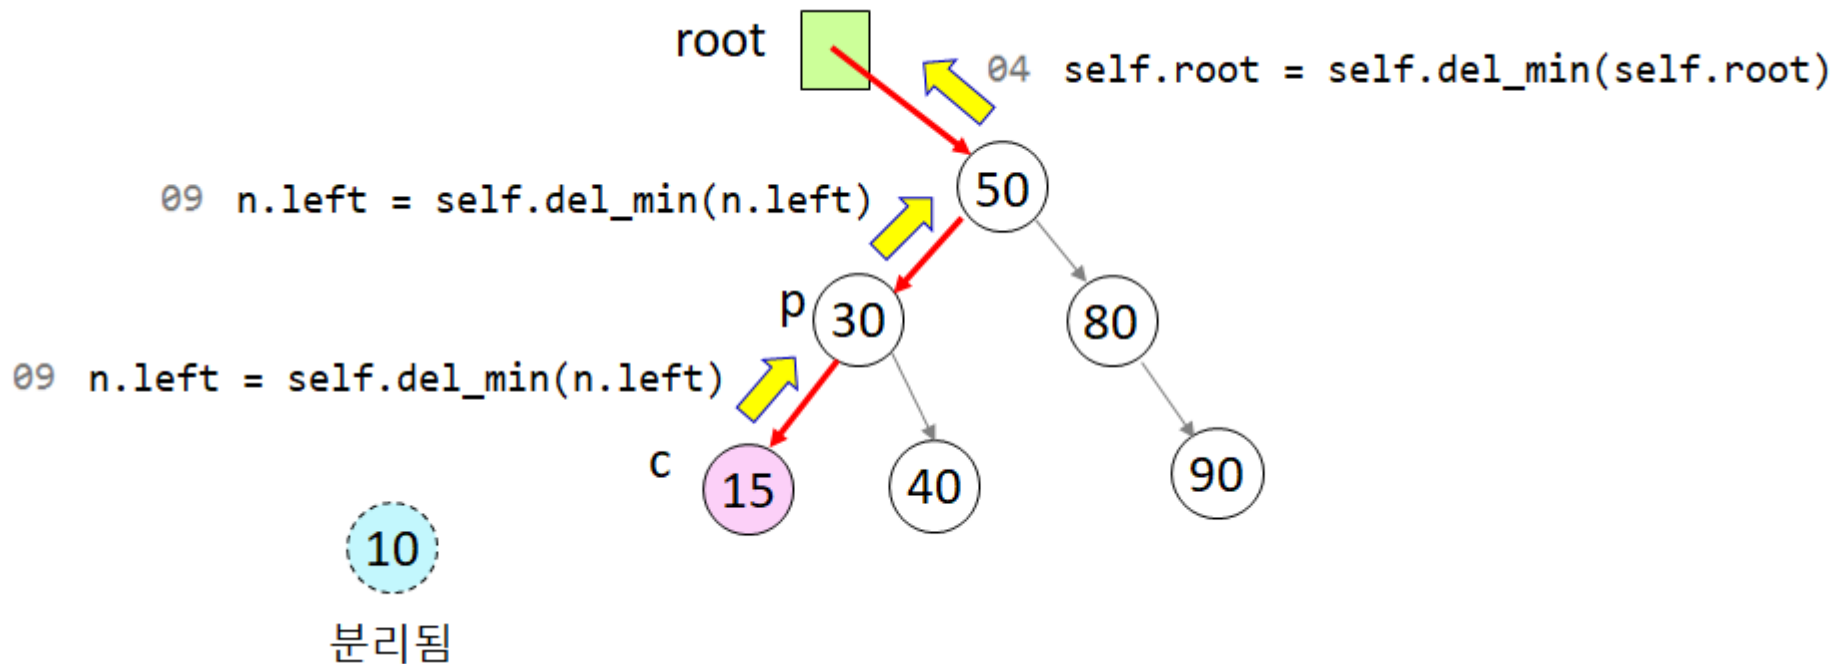 root
04 self.root = self.del_min(self.root)
50
09 n.left = self.del_min(n.left)
p
30
80
09 n.left = self.del_min(n.left)
c
15
40
90
10
분리됨